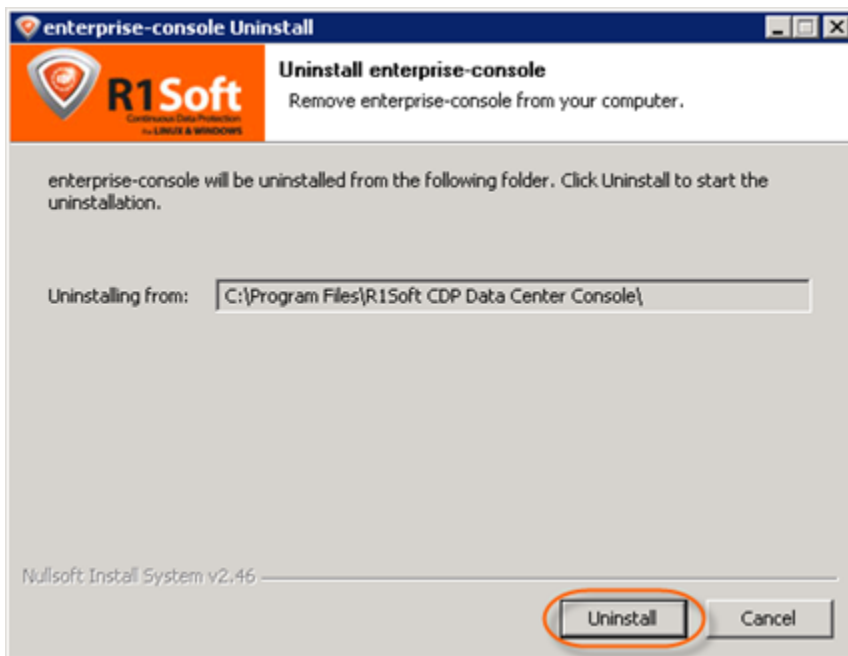 enterprise-console Uninstall
R1Soft
Continuous Data Protection
for LINUX & WINDOWS
Uninstall enterprise-console
Remove enterprise-console from your computer.
enterprise-console will be uninstalled from the following folder. Click Uninstall to start the
uninstallation.
Uninstalling from: C:\Program Files\R1Soft CDP Data Center Console\
Nullsoft Install System v2.46
Uninstall Cancel